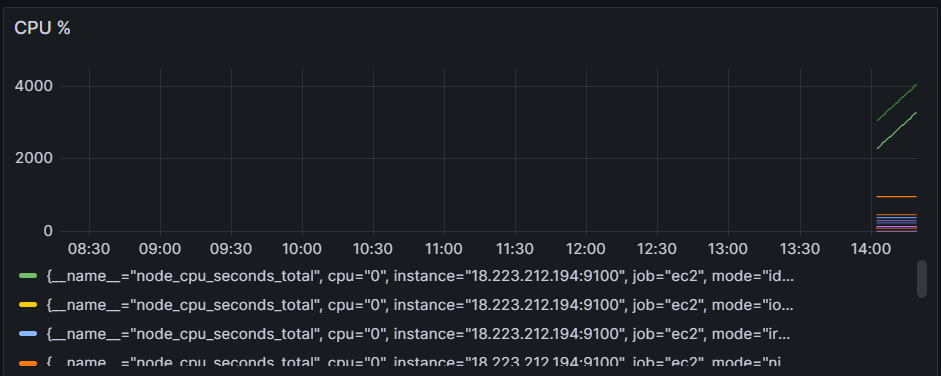 CPU %
4000
2000
0
08:30 09:00 09:30 10:00 10:30 11:00 11:30 12:00 12:30 13:00 13:30 14:00
{__name__="node_cpu_seconds_total", cpu="0", instance="18.223.212.194:9100", job="ec2", mode="id...
{__name__="node_cpu_seconds_total", cpu="0", instance="18.223.212.194:9100", job="ec2", mode="io...
{__name__="node_cpu_seconds_total", cpu="0", instance="18.223.212.194:9100", job="ec2", mode="ir...
{__name__="node_cpu_seconds_total", cpu="0", instance="18.223.212.194:9100", job="ec2", mode="ni